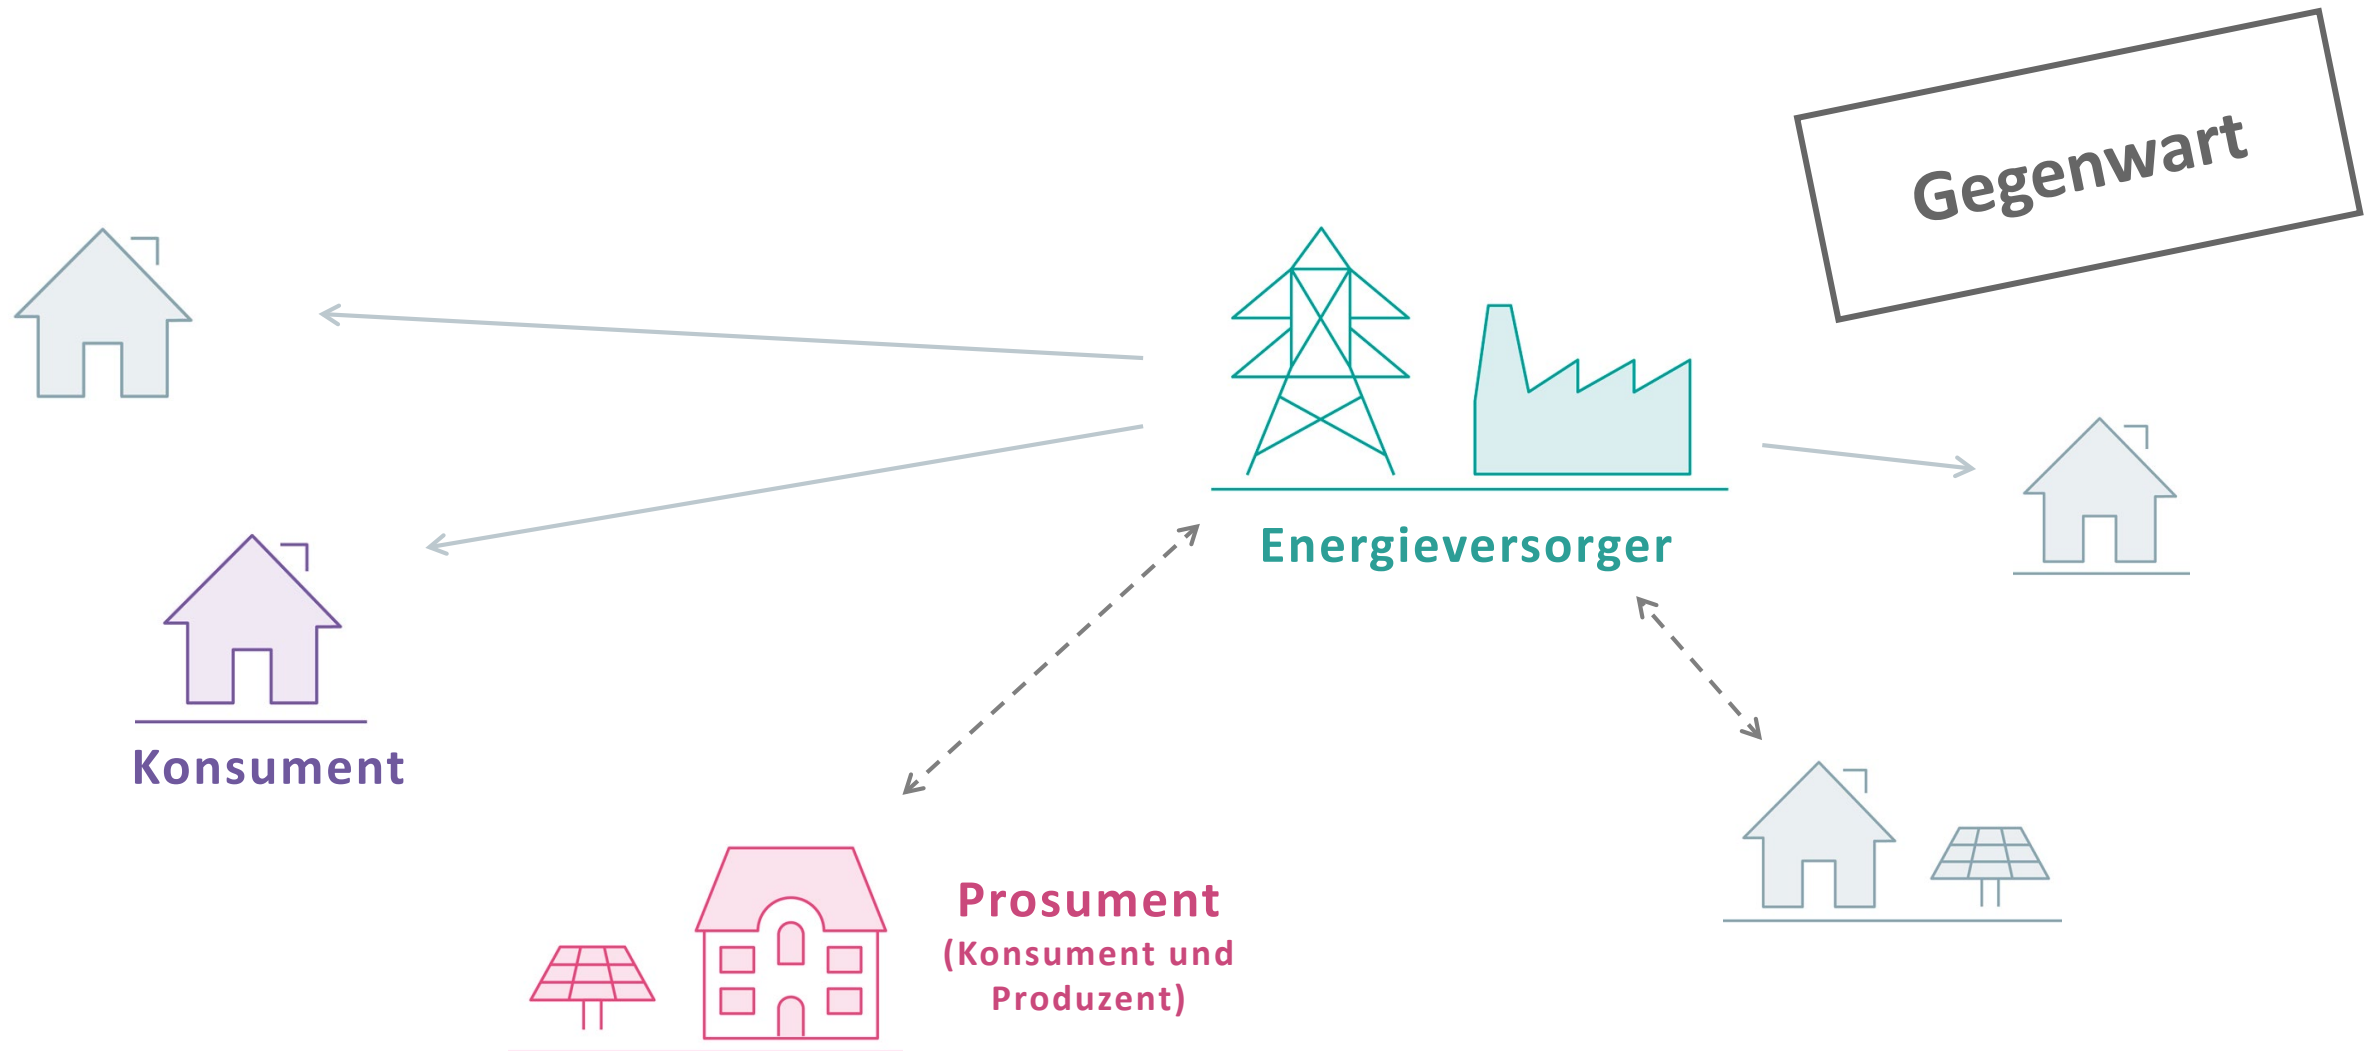 Gegenwart
Energieversorger
Konsument
Prosument
(Konsument und
Produzent)